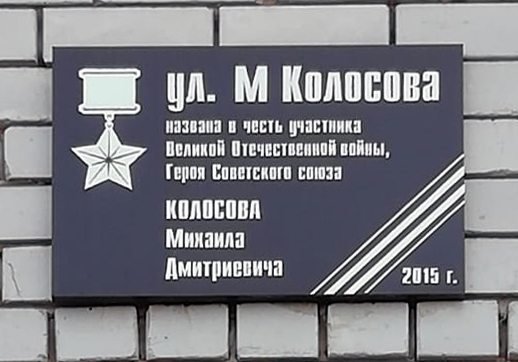 ул. М Колосова
названа в честь участника
Великой Отечественной войны,
Героя Советского союза
КОЛОСОВА
Михаила
Дмитриевича
2015 г.